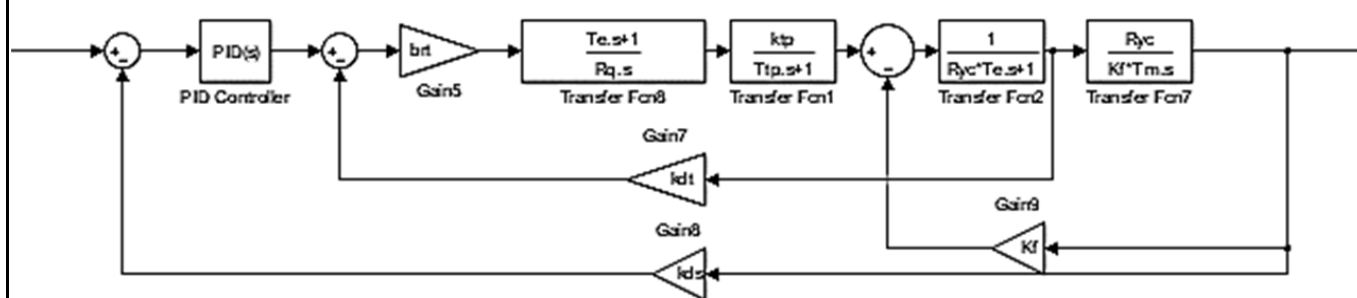 PID(s)
PID Controller
brt
Gain5
Te.s+1
Rq.s
Transfer Fcn8
ktp
Ttp.s+1
Transfer Fcn1
1
Ryc*Te.s+1
Transfer Fcn2
Ryc
Kf*Tm.s
Transfer Fcn7
Gain7
kdt
Gain9
Kf
Gain8
kds